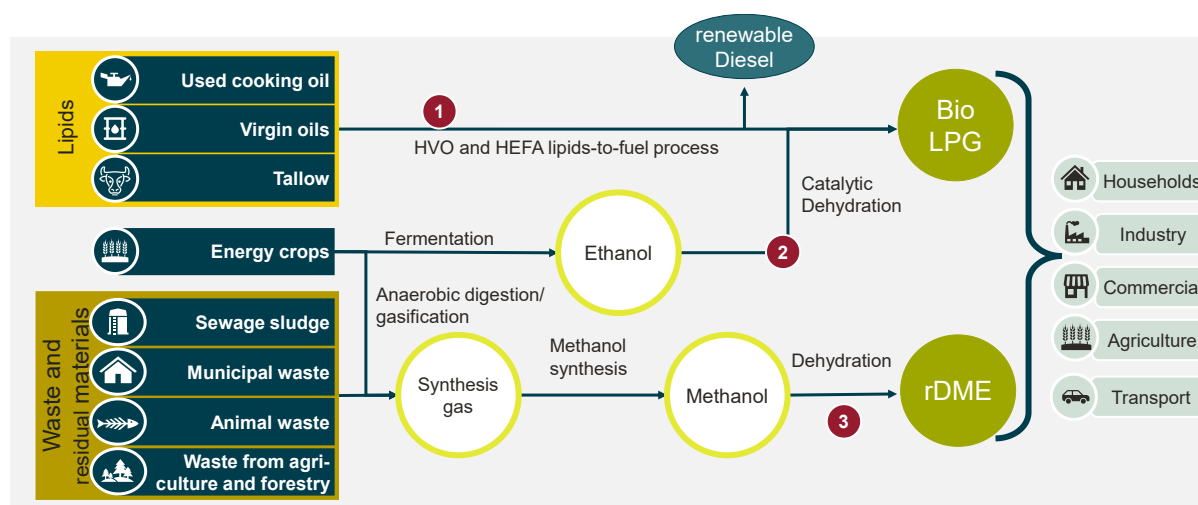 renewable
Diesel
Lipids
Used cooking oil
Virgin oils
Tallow
1
HVO and HEFA lipids-to-fuel process
Bio
LPG
Catalytic
Dehydration
Energy crops
Fermentation
Ethanol
2
Anaerobic digestion/
gasification
Waste and
residual materials
Sewage sludge
Municipal waste
Animal waste
Waste from agri-
culture and forestry
Synthesis
gas
Methanol
synthesis
Methanol
Dehydration
3
rDME
Households
Industry
Commercia
Agriculture
Transport